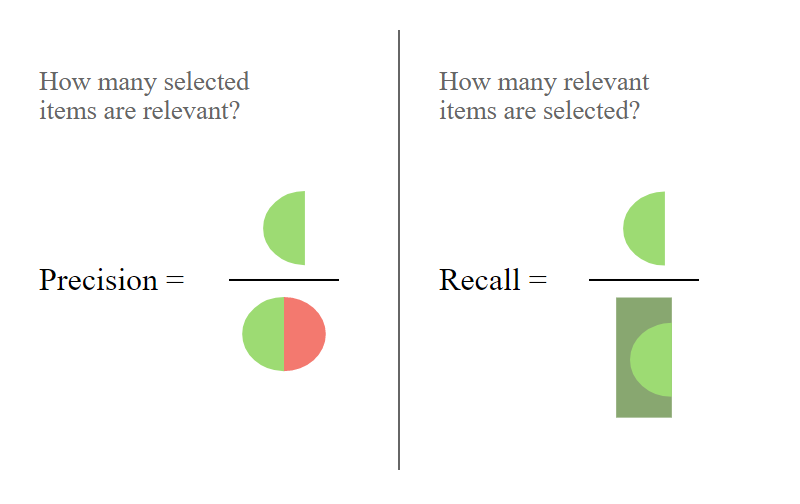 How many selected
items are relevant?
Precision =
How many relevant
items are selected?
Recall =